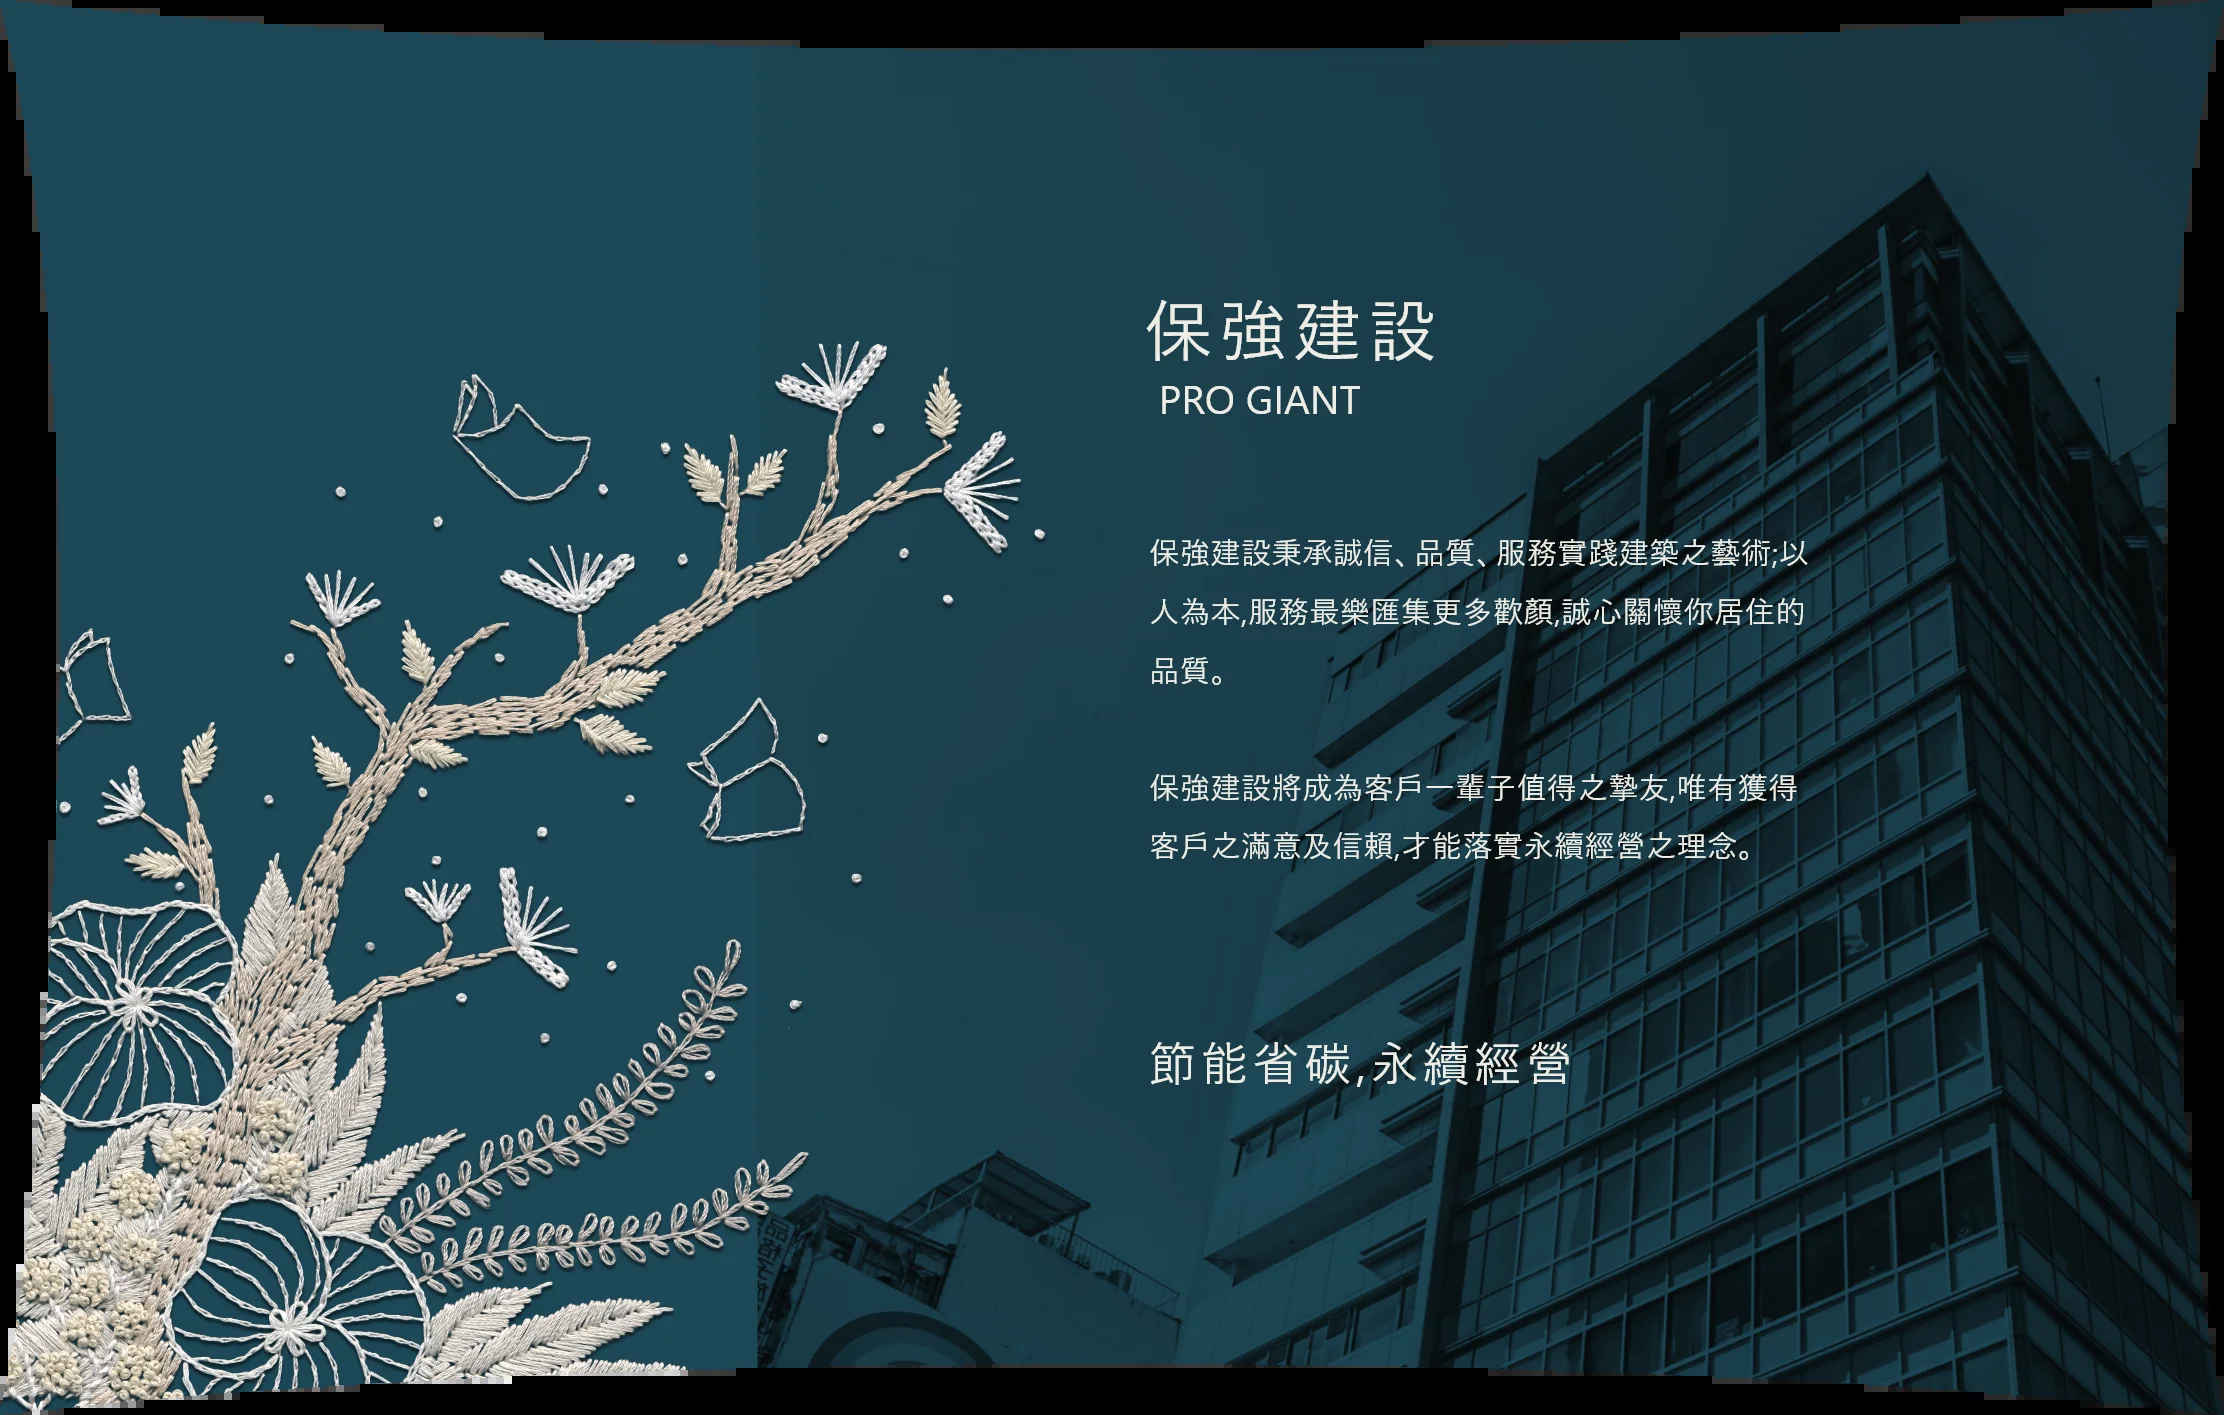 保強建設
PRO GIANT
保強建設秉承誠信、品質、服務實踐建築之藝術;以
人為本,服務最樂匯集更多歡顏,誠心關懷你居住的
品質。
保強建設將成為客戶一輩子值得之摯友,唯有獲得
客戶之滿意及信賴,才能落實永續經營之理念。
節能省碳,永續經營